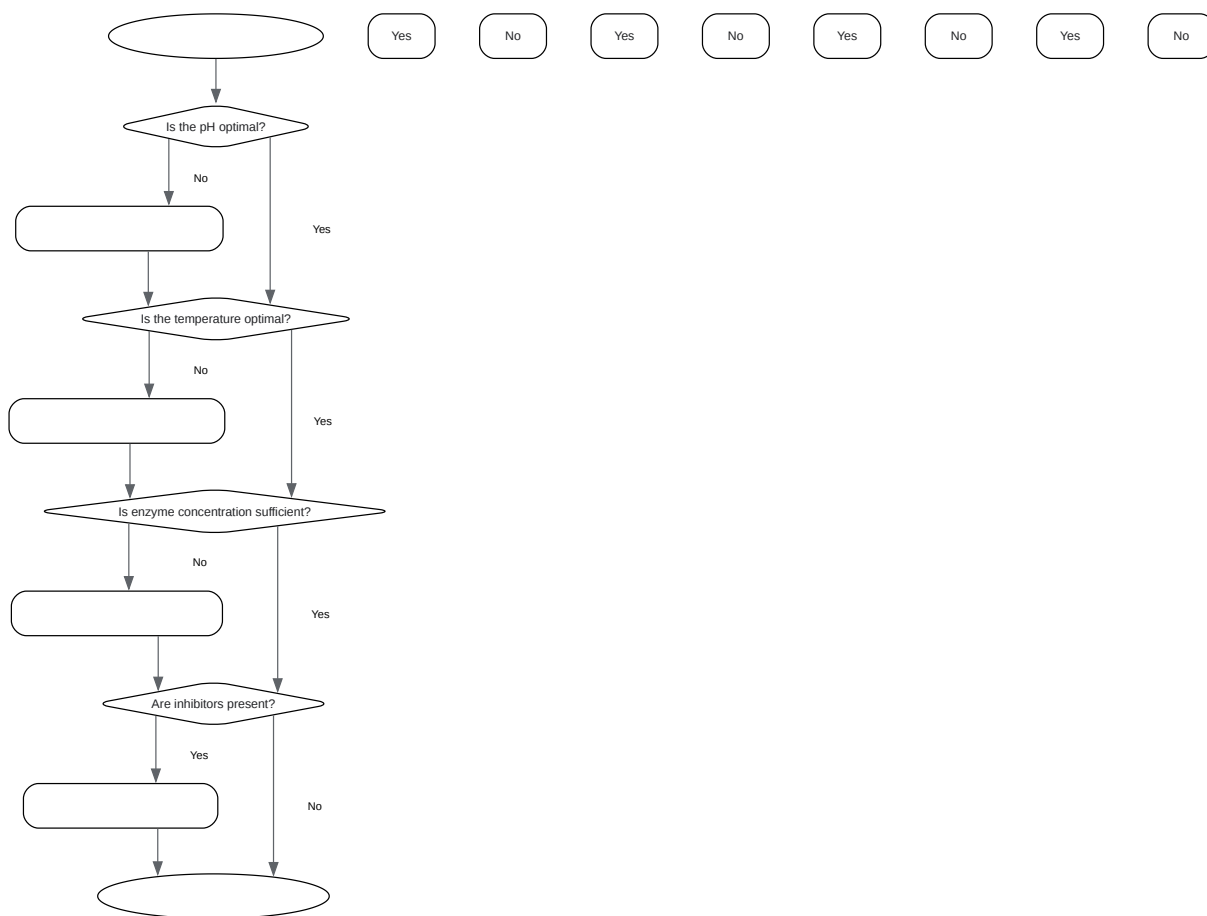 Yes
No
Yes
No
Yes
No
Yes
No
Is the pH optimal?
No
Yes
Is the temperature optimal?
No
Yes
Is enzyme concentration sufficient?
No
Yes
Are inhibitors present?
Yes
No